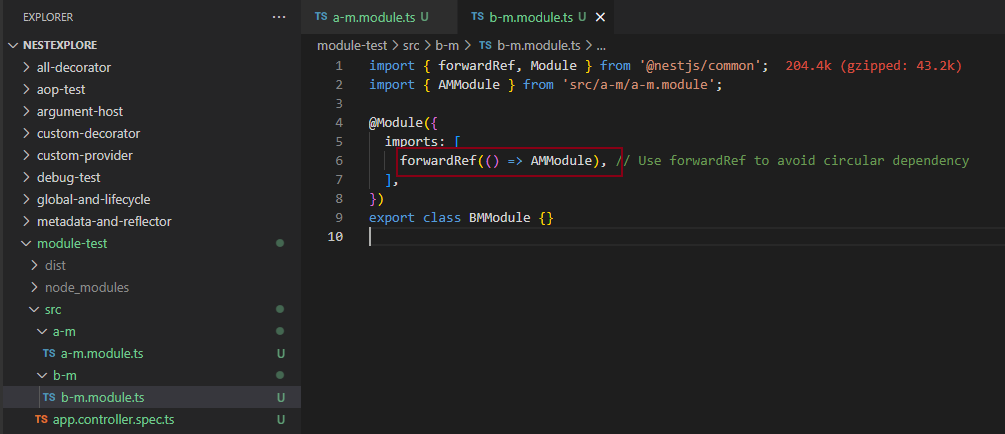 EXPLORER ...
NESTEXPLORE
all-decorator
aop-test
argument-host
custom-decorator
custom-provider
debug-test
global-and-lifecycle
metadata-and-reflector
module-test
dist
node_modules
src
a-m
TS a-m.module.ts U
b-m
TS b-m.module.ts U
TS app.controller.spec.ts U
TS a-m.module.ts U TS b-m.module.ts U
module-test > src > b-m > TS b-m.module.ts > ...
1 import { forwardRef, Module } from '@nestjs/common'; 204.4k (gzipped: 43.2k)
2 import { AMModule } from 'src/a-m/a-m.module';
3
4 @Module({
5 imports: [
6 forwardRef(() => AMModule), // Use forwardRef to avoid circular dependency
7 ],
8 })
9 export class BMModule {}
10